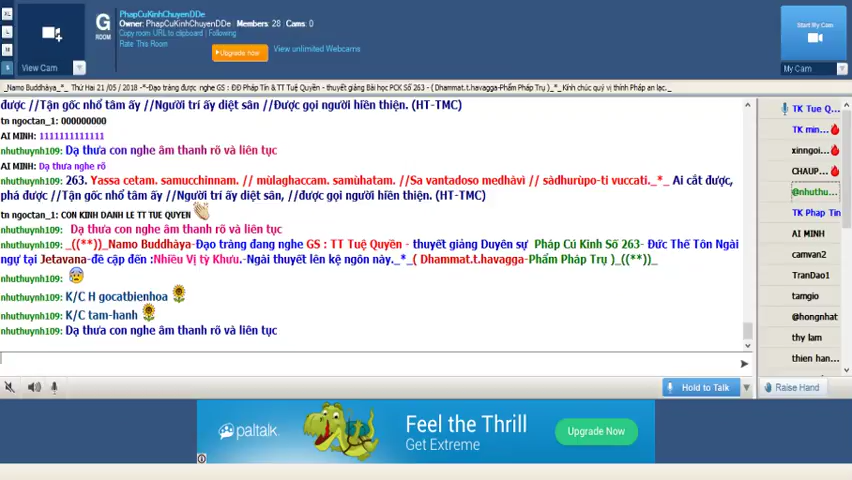 PhapCuKinhChuyenDDe
Owner: PhapCuKinhChuyenDDe Members: 28 Cams: 0
Copy room URL to clipboard | Following
Rate This Room
Upgrade now
View unlimited Webcams
XL
L
M
S
G
ROOM
View Cam
Start My Cam
My Cam
_Namo Buddhàya_*_ Thứ Hai 21 /05 / 2018 -*-Đạo tràng được nghe GS : ĐĐ Pháp Tín & TT Tuệ Quyền - thuyết giảng Bài học PCK Số 263 - ( Dhammat.t.havagga-Phẩm Pháp Trụ )_*_ Kính chúc quý vị thính Pháp an lạc._
được //Tận gốc nhổ tâm ấy //Người trí ấy diệt sân //Được gọi người hiền thiện. (HT-TMC)
tn ngoctan_1: 000000000
AI MINH: 1111111111111
nhuthuynh109: Dạ thưa con nghe âm thanh rõ và liên tục
AI MINH: Dạ thưa nghe rõ
nhuthuynh109: 263. Yassa cetam. samucchinnam. // mùlaghaccam. samùhatam. //Sa vantadoso medhàvì // sàdhurùpo-ti vuccati._*_ Ai cắt được,
phá được //Tận gốc nhổ tâm ấy //Người trí ấy diệt sân, //được gọi người hiền thiện. (HT-TMC)
tn ngoctan_1: CON KINH DANH LE TT TUE QUYEN
nhuthuynh109: Dạ thưa con nghe âm thanh rõ và liên tục
nhuthuynh109: _((**))_Namo Buddhàya-Đạo tràng đang nghe GS : TT Tuệ Quyền - thuyết giảng Duyên sự Pháp Cú Kinh Số 263- Đức Thế Tôn Ngài
ngự tại Jetavana-đề cập đến :Nhiều Vị tỳ Khưu.-Ngài thuyết lên kệ ngôn này._*_( Dhammat.t.havagga-Phẩm Pháp Trụ )_((**))_
nhuthuynh109:
nhuthuynh109: K/C H gocatbienhoa
nhuthuynh109: K/C tam-hanh
nhuthuynh109: Dạ thưa con nghe âm thanh rõ và liên tục
TK Tue Q...
TK min...
xinngoi...
CHAUP...
@nhuthu...
TK Phap Tin
AI MINH
camvan2
TranDao1
tamgio
@hongnhat
thy lam
thien han...
Hold to Talk
Raise Hand
paltalk
Feel the Thrill
Get Extreme
Upgrade Now